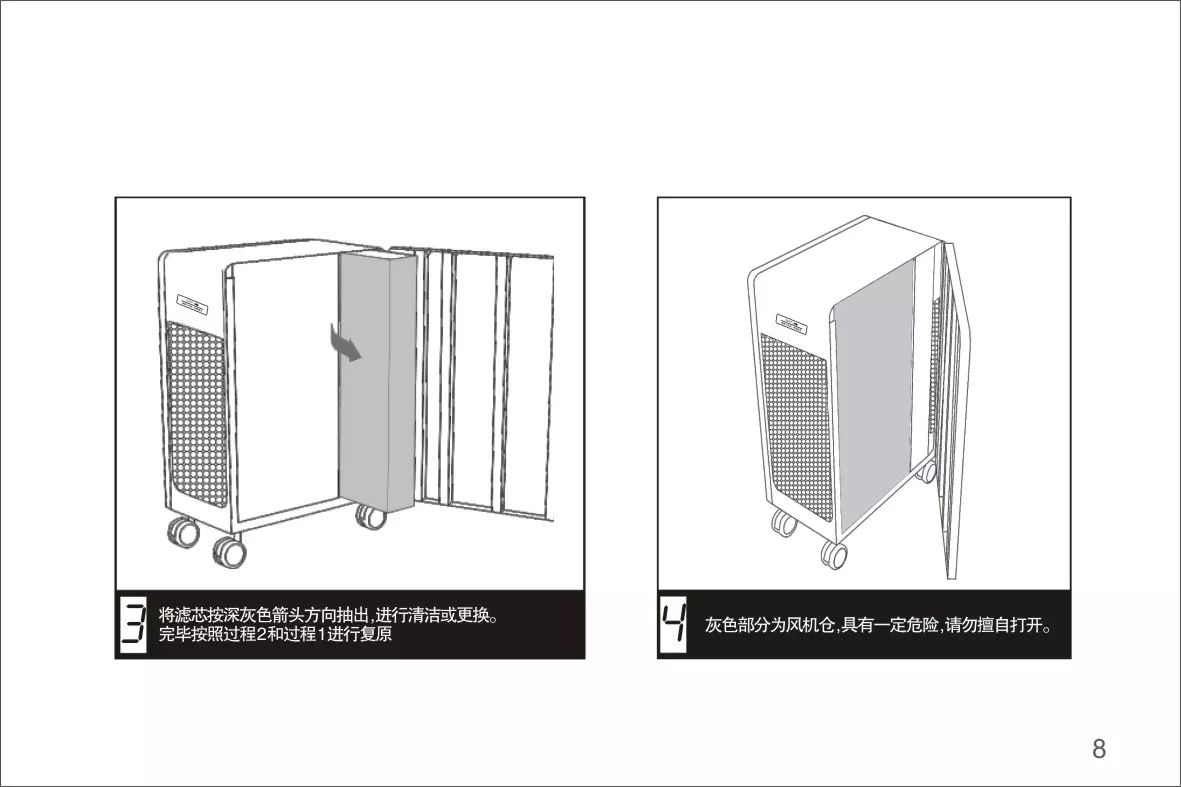 3
将滤芯按深灰色箭头方向抽出,进行清洁或更换。
完毕按照过程2和过程1进行复原
4
灰色部分为风机仓,具有一定危险,请勿擅自打开。
8